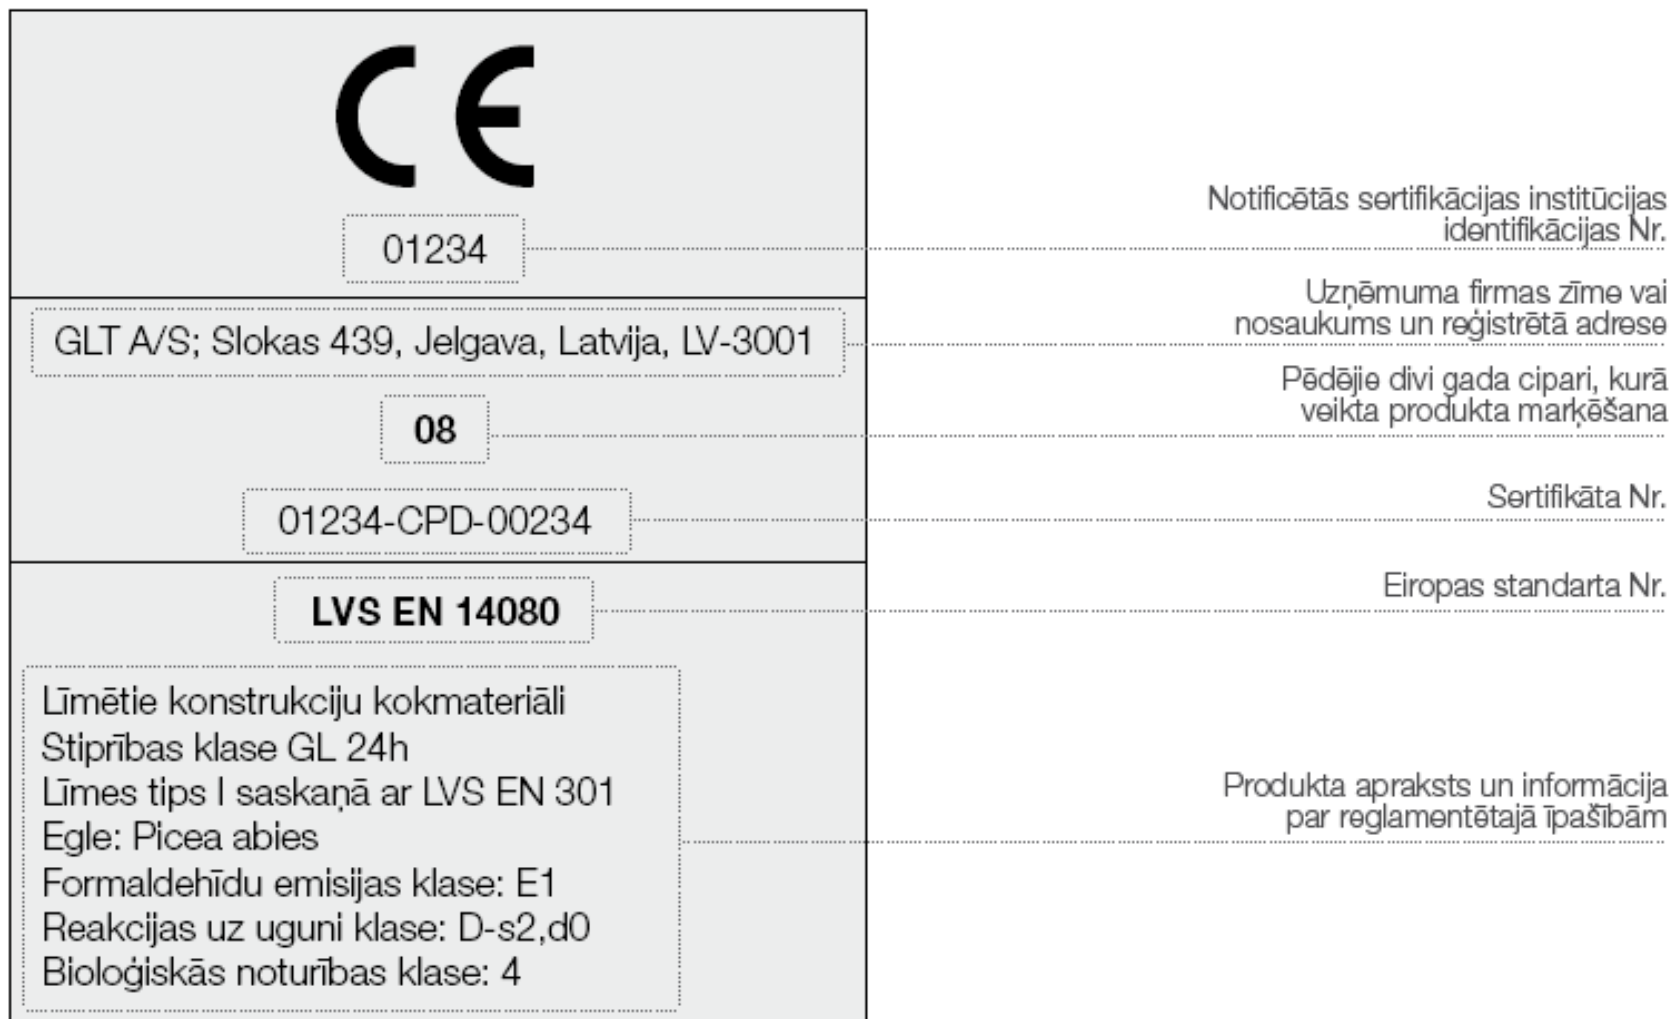 CE
01234
Notificētās sertifikācijas institūcijas
identifikācijas Nr.
GLT A/S; Slokas 439, Jelgava, Latvija, LV-3001
Uzņēmuma firmas zīme vai
nosaukums un reģistrētā adrese
08
Pēdējie divi gada cipari, kurā
veikta produkta marķēšana
01234-CPD-00234
Sertifikāta Nr.
LVS EN 14080
Eiropas standarta Nr.
Līmētie konstrukciju kokmateriāli
Stiprības klase GL 24h
Līmes tips I saskaņā ar LVS EN 301
Egle: Picea abies
Formaldehīdu emisijas klase: E1
Reakcijas uz uguni klase: D-s2,d0
Bioloģiskās noturības klase: 4
Produkta apraksts un informācija
par reglamentētajā īpašībām